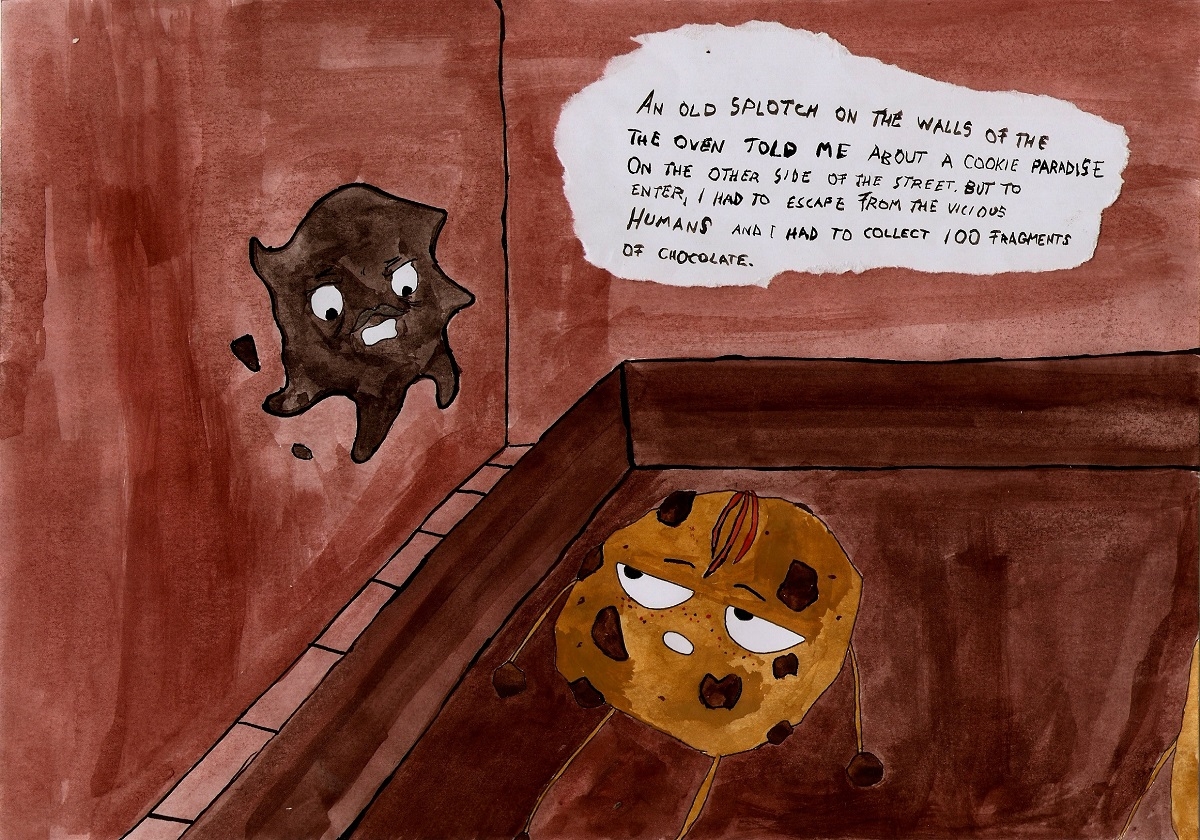 AN OLD SPLOTCH ON THE WALLS OF THE
THE OVEN TOLD ME ABOUT A COOKIE PARADISE
ON THE OTHER SIDE OF THE STREET. BUT TO
ENTER, I HAD TO ESCAPE FROM THE VICIOUS
HUMANS AND I HAD TO COLLECT 100 FRAGMENTS
OF CHOCOLATE.